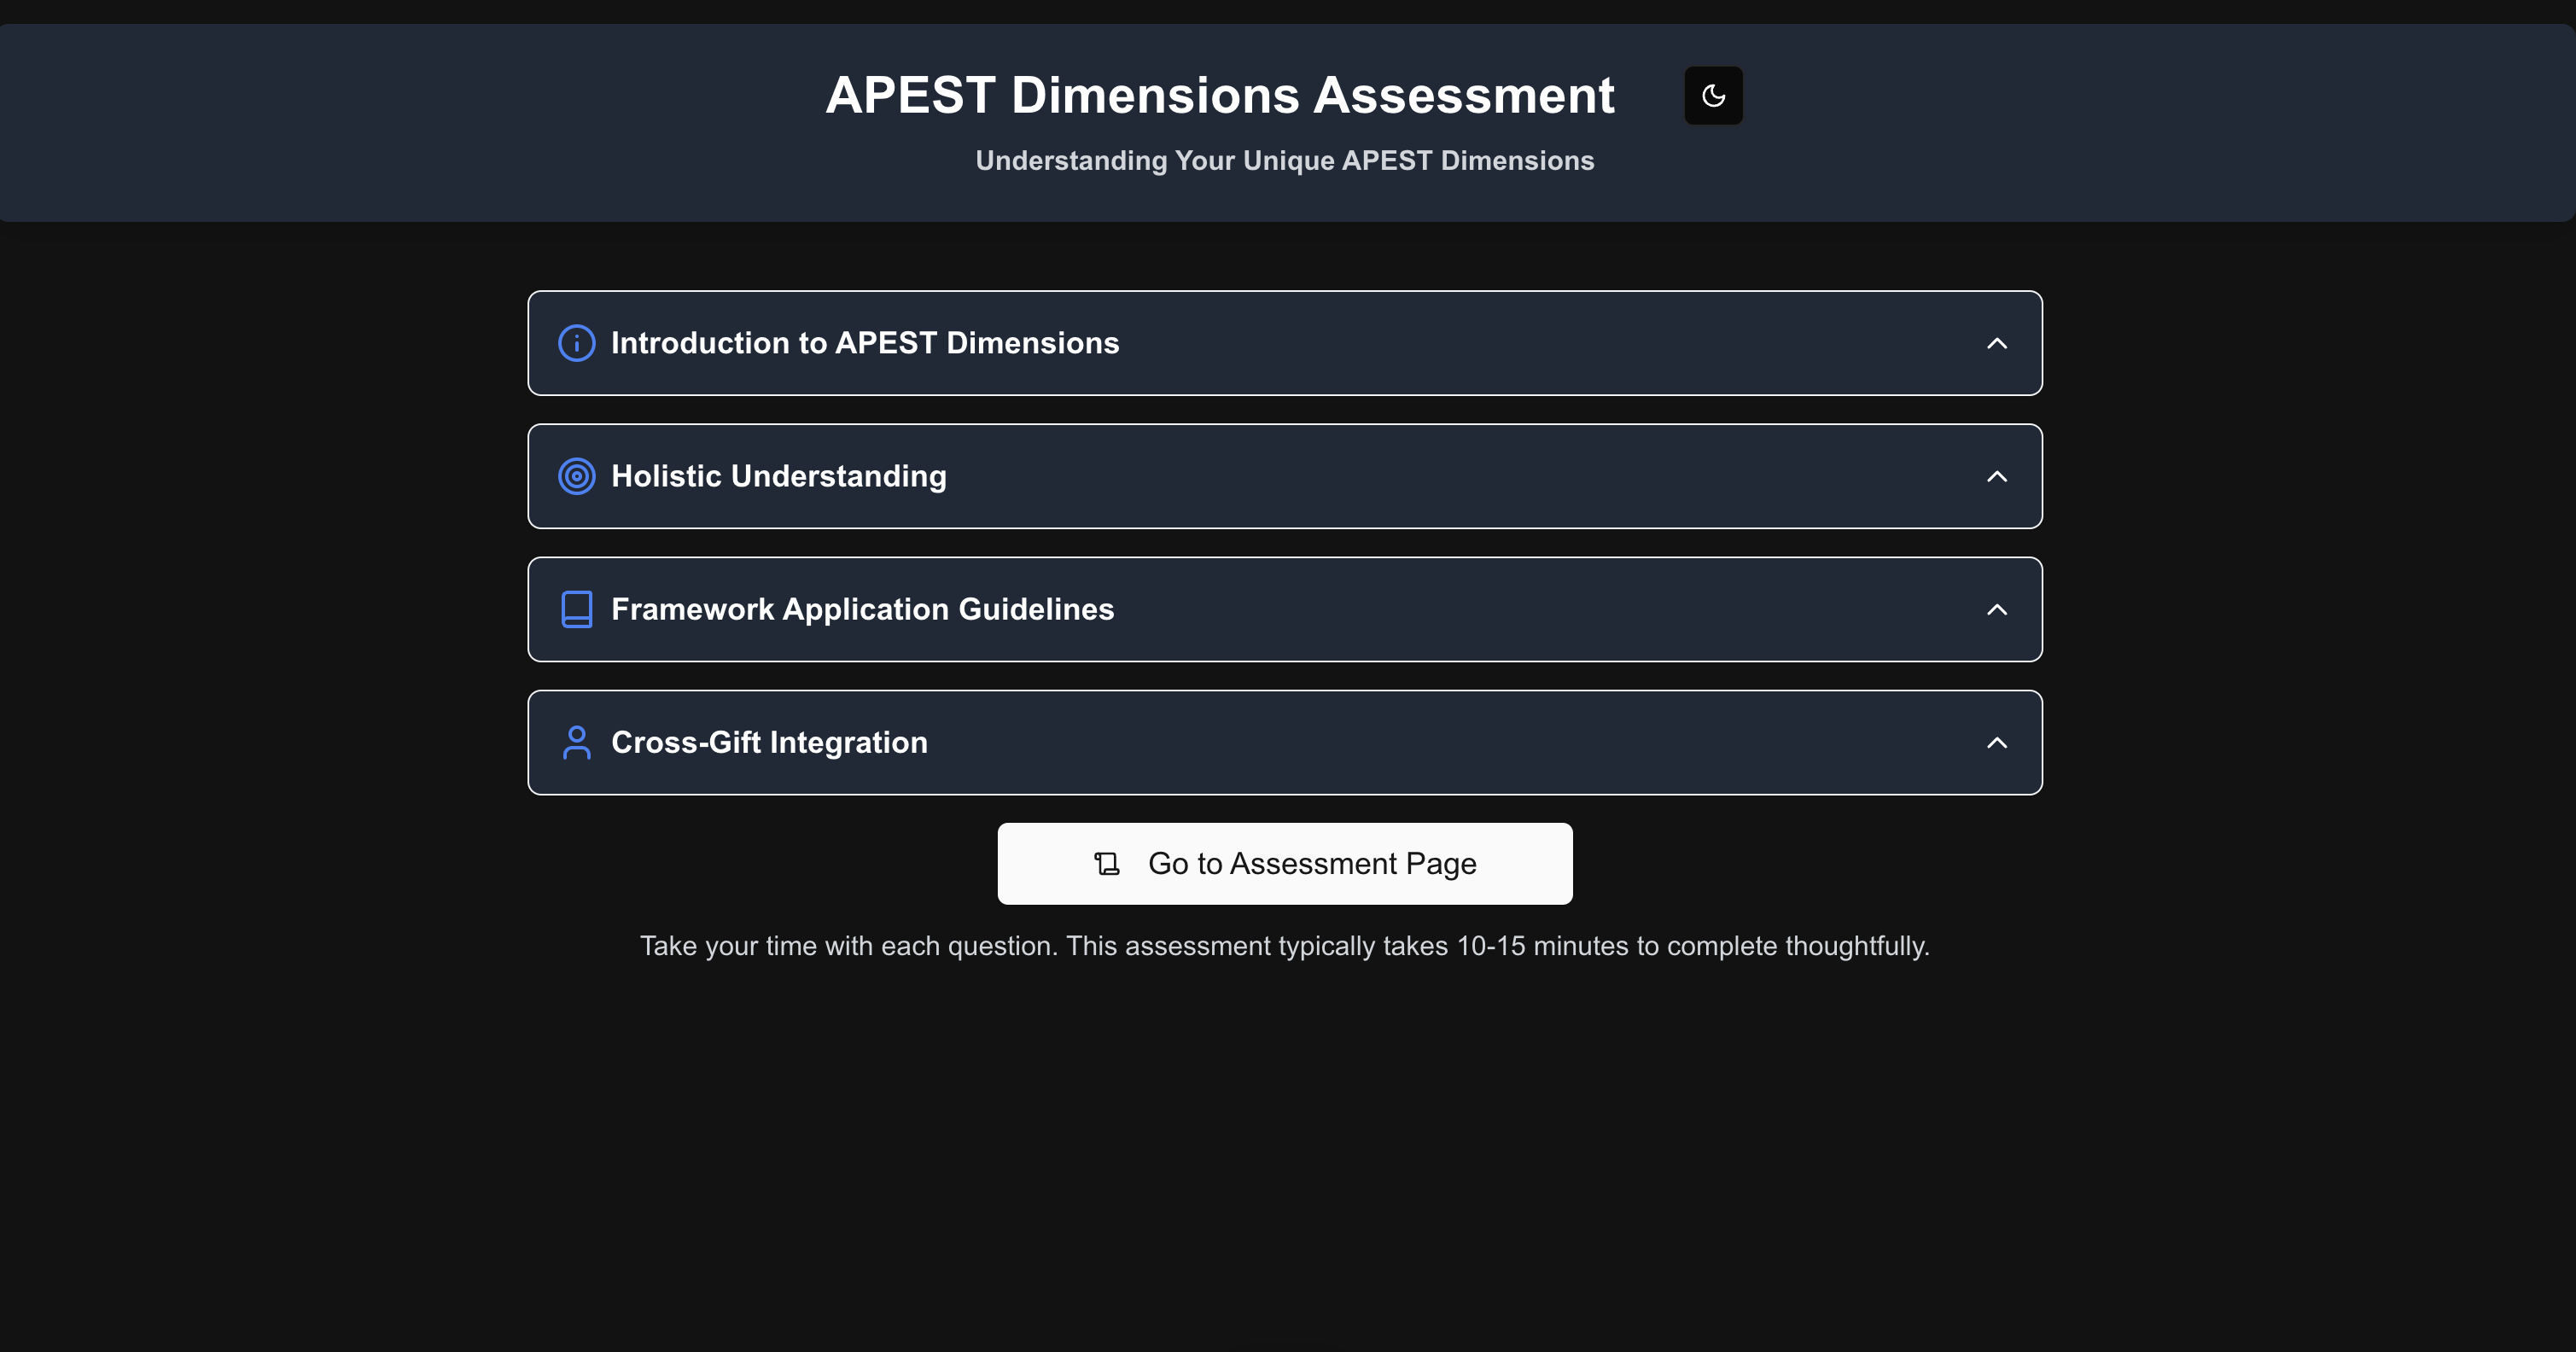 APEST Dimensions Assessment
Understanding Your Unique APEST Dimensions
Introduction to APEST Dimensions
Holistic Understanding
Framework Application Guidelines
Cross-Gift Integration
Go to Assessment Page
Take your time with each question. This assessment typically takes 10-15 minutes to complete thoughtfully.